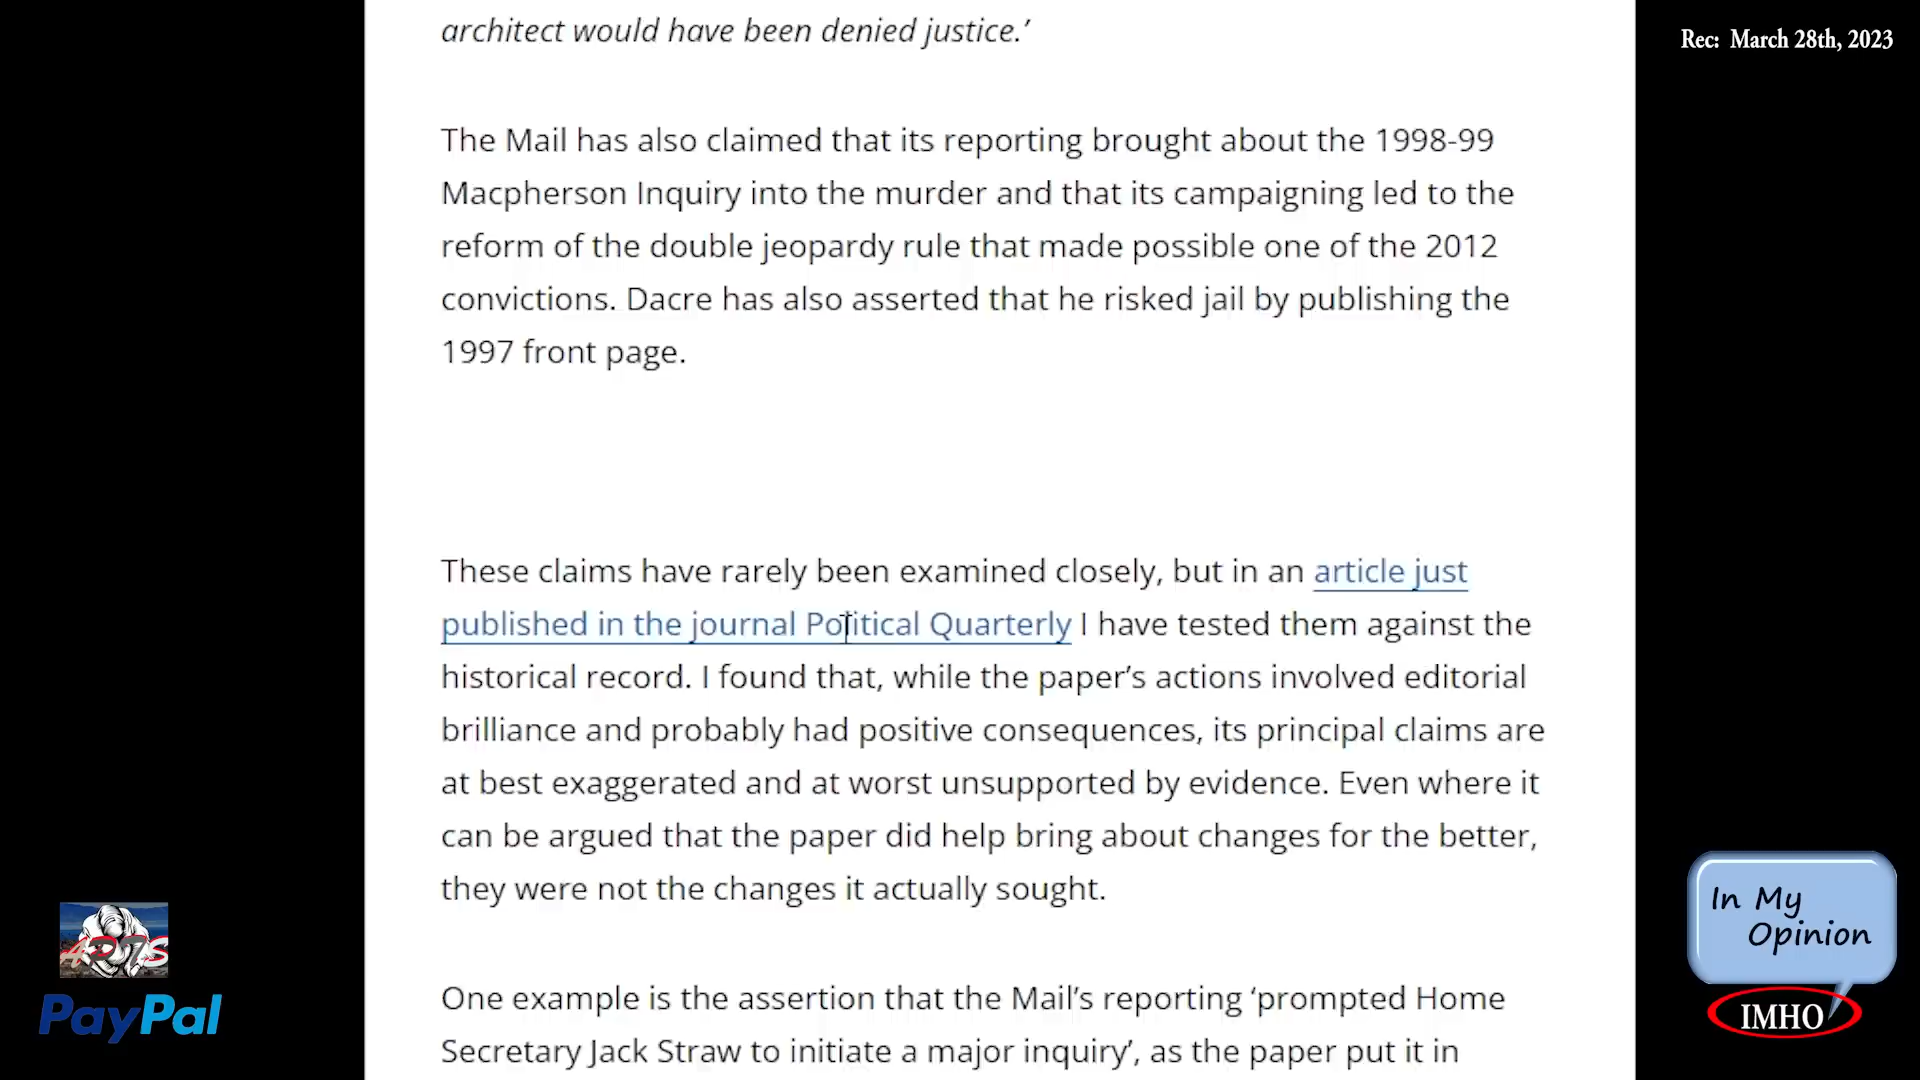 architect would have been denied justice.’
Rec: March 28th, 2023
The Mail has also claimed that its reporting brought about the 1998-99
Macpherson Inquiry into the murder and that its campaigning led to the
reform of the double jeopardy rule that made possible one of the 2012
convictions. Dacre has also asserted that he risked jail by publishing the
1997 front page.
These claims have rarely been examined closely, but in an article just
published in the journal Political Quarterly I have tested them against the
historical record. I found that, while the paper’s actions involved editorial
brilliance and probably had positive consequences, its principal claims are
at best exaggerated and at worst unsupported by evidence. Even where it
can be argued that the paper did help bring about changes for the better,
they were not the changes it actually sought.
One example is the assertion that the Mail’s reporting ‘prompted Home
Secretary Jack Straw to initiate a major inquiry’, as the paper put it in
PayPal
In My
Opinion
IMHO